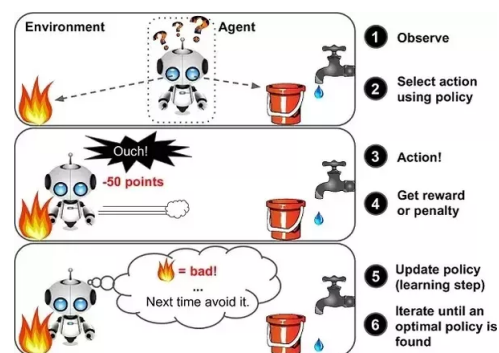 Environment
Agent
? ? ?
1 Observe
2 Select action
using policy
Ouch!
-50 points
3 Action!
4 Get reward
or penalty
= bad!
...
Next time avoid it.
5 Update policy
(learning step)
6 Iterate until an
optimal policy is
found